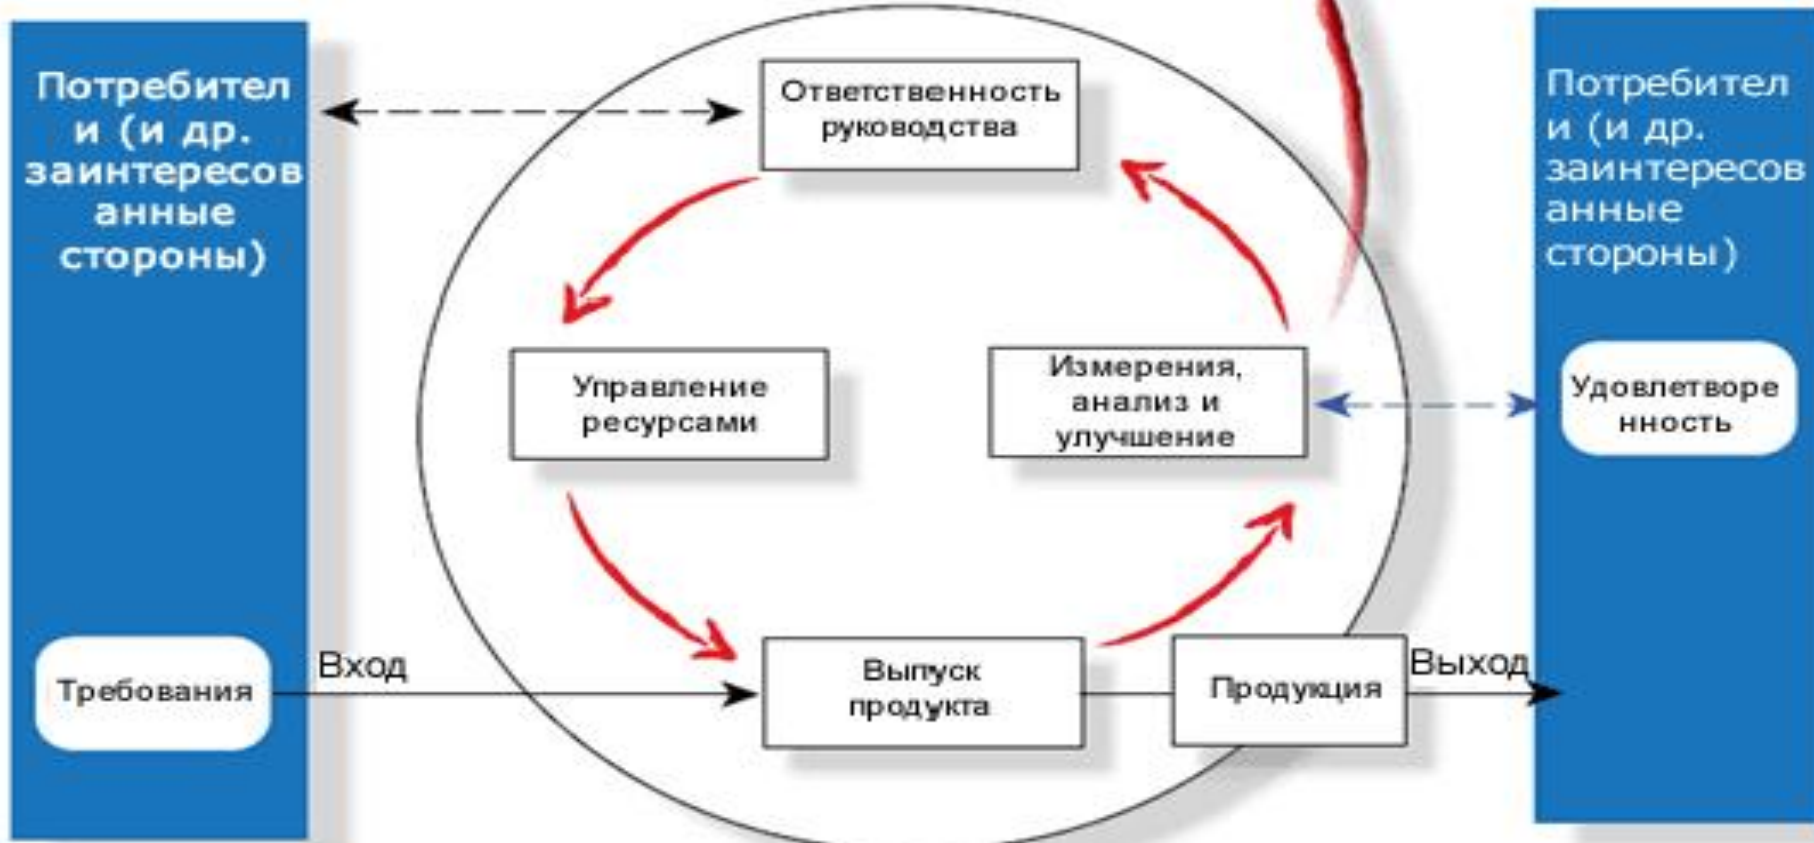 Потребител
и (и др.
заинтересов
анные
стороны)
Требования
Вход
Ответственность
руководства
Управление
ресурсами
Измерения,
анализ и
улучшение
Выпуск
продукта
Продукция
Выход
Потребител
и (и др.
заинтересов
анные
стороны)
Удовлетворе
нность